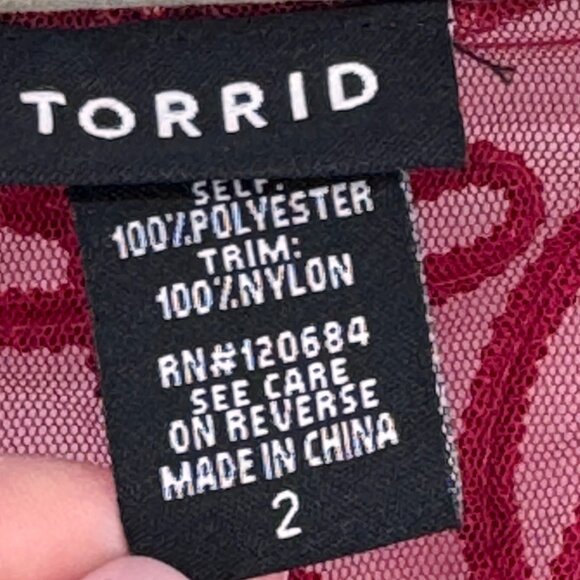 TORRID
SELF:
100%POLYESTER
TRIM:
100%NYLON
RN#120684
SEE CARE
ON REVERSE
MADE IN CHINA
2